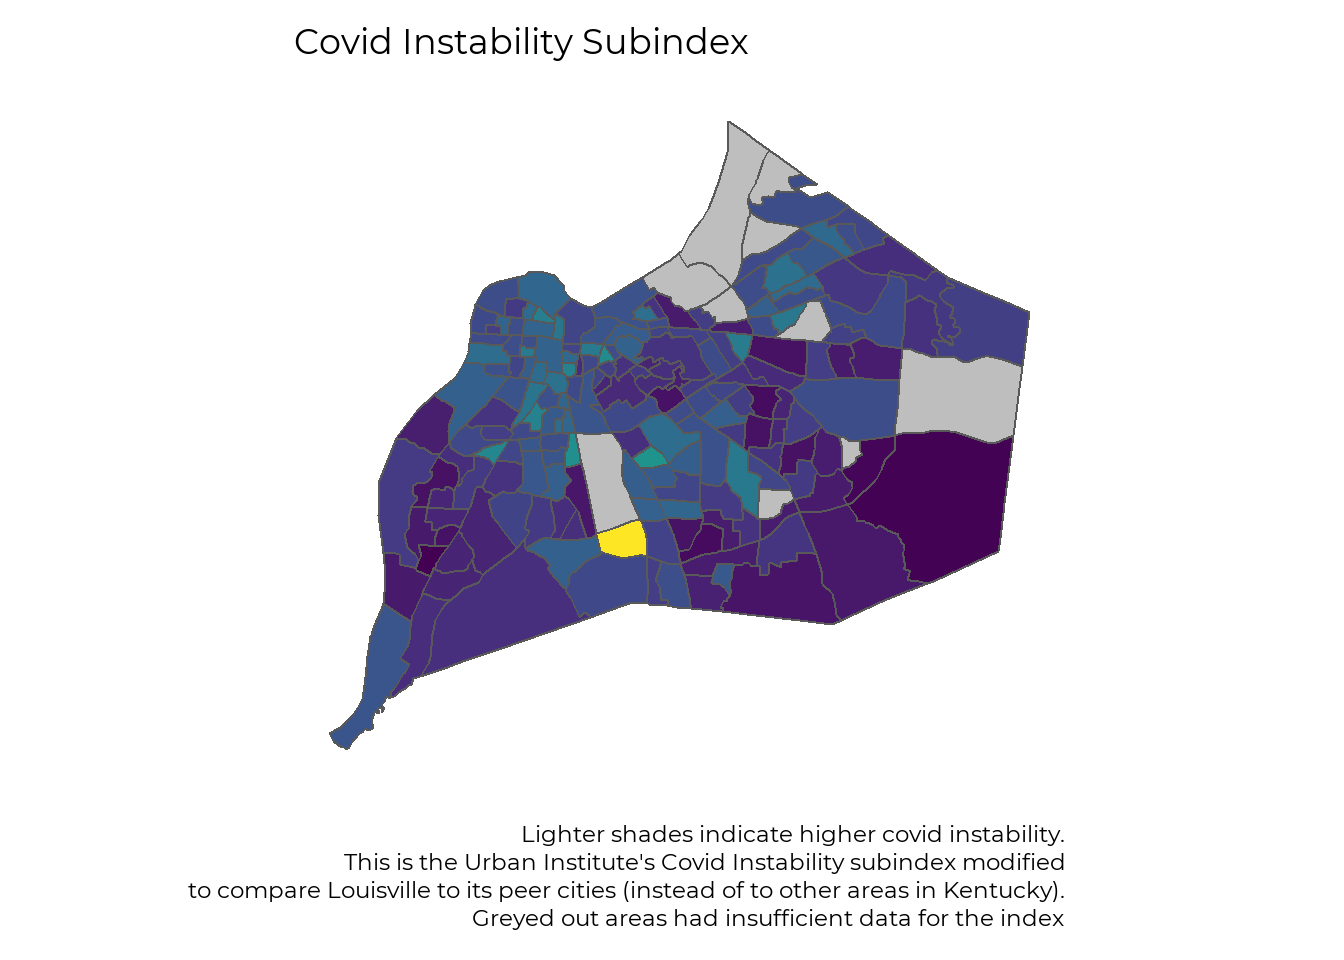 Covid Instability Subindex
Lighter shades indicate higher covid instability.
This is the Urban Institute's Covid Instability subindex modified
to compare Louisville to its peer cities (instead of to other areas in Kentucky).
Greyed out areas had insufficient data for the index